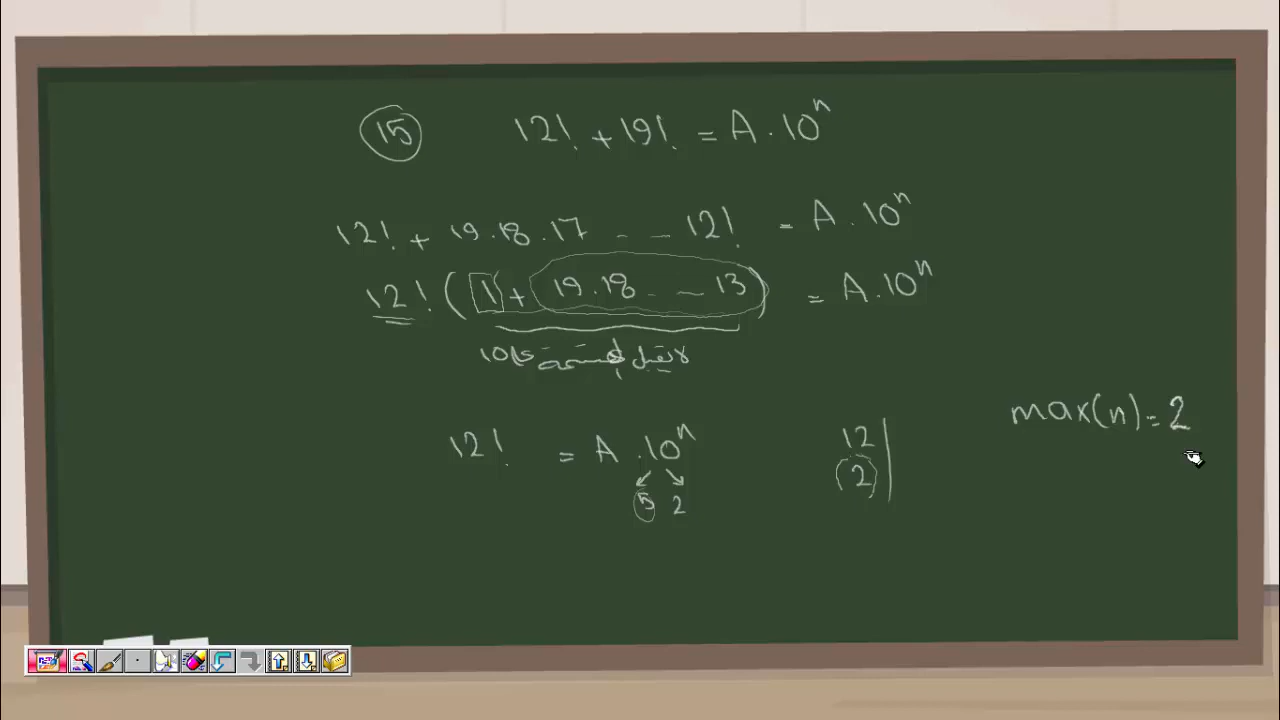 15 12! + 19! = A . 10^n
12! + 19.18.17 - - 12! = A . 10^n
12! ( 1 + 19.18 - - 13 ) = A . 10^n
لا تقبل القسمة على 10
12! = A . 10^n
5 2
12
2
max(n) = 2